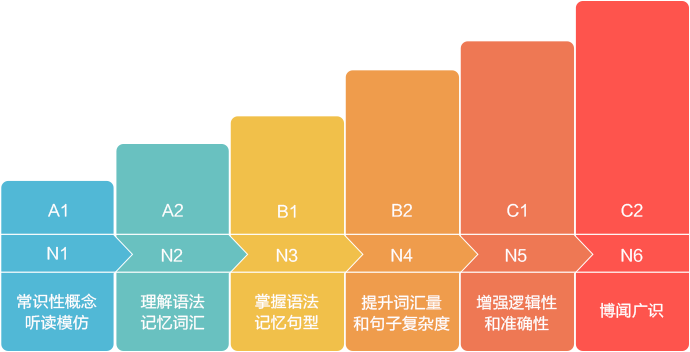 A1
A2
B1
B2
C1
C2
N1
N2
N3
N4
N5
N6
常识性概念
听读模仿
理解语法
记忆词汇
掌握语法
记忆句型
提升词汇量
和句子复杂度
增强逻辑性
和准确性
博闻广识